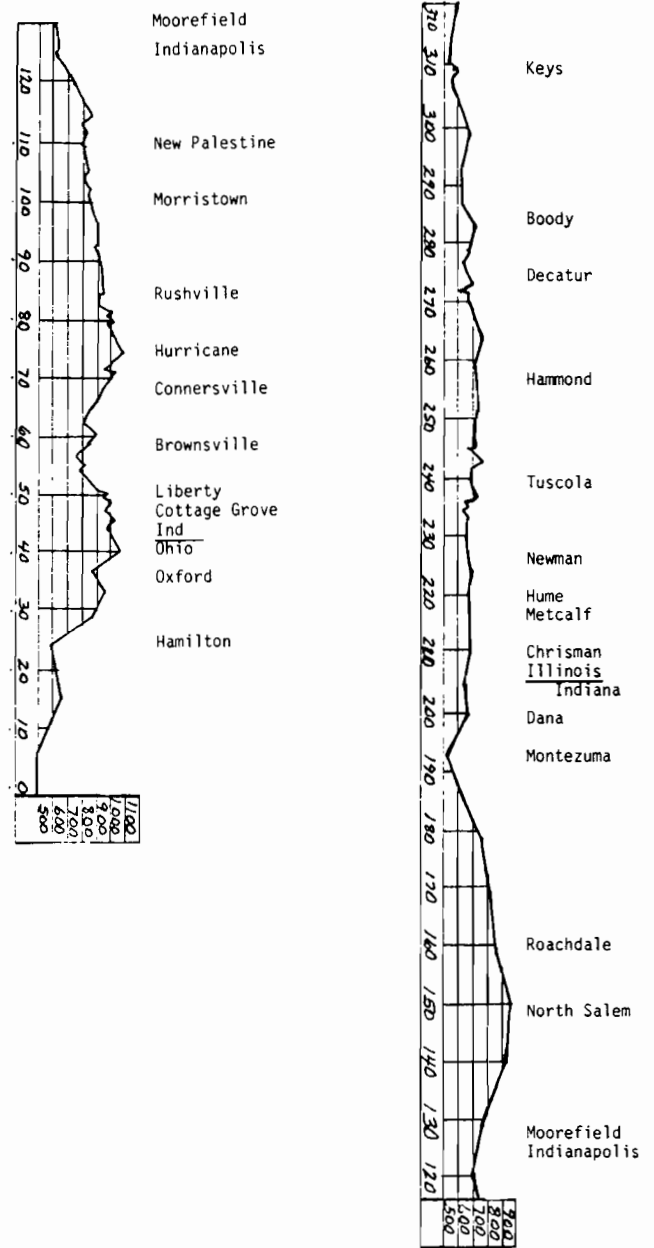 Moorefield
Indianapolis
New Palestine
Morristown
Rushville
Hurricane
Connersville
Brownsville
Liberty
Cottage Grove
Ind
Ohio
Oxford
Hamilton
120
110
100
90
80
70
60
50
40
30
20
10
0
500
600
700
800
900
1000
1100
Keys
Boody
Decatur
Hammond
Tuscola
Newman
Hume
Metcalf
Chrisman
Illinois
Indiana
Dana
Montezuma
Roachdale
North Salem
Moorefield
Indianapolis
320
310
300
290
280
270
260
250
240
230
220
210
200
190
180
170
160
150
140
130
120
500
600
700
800
900